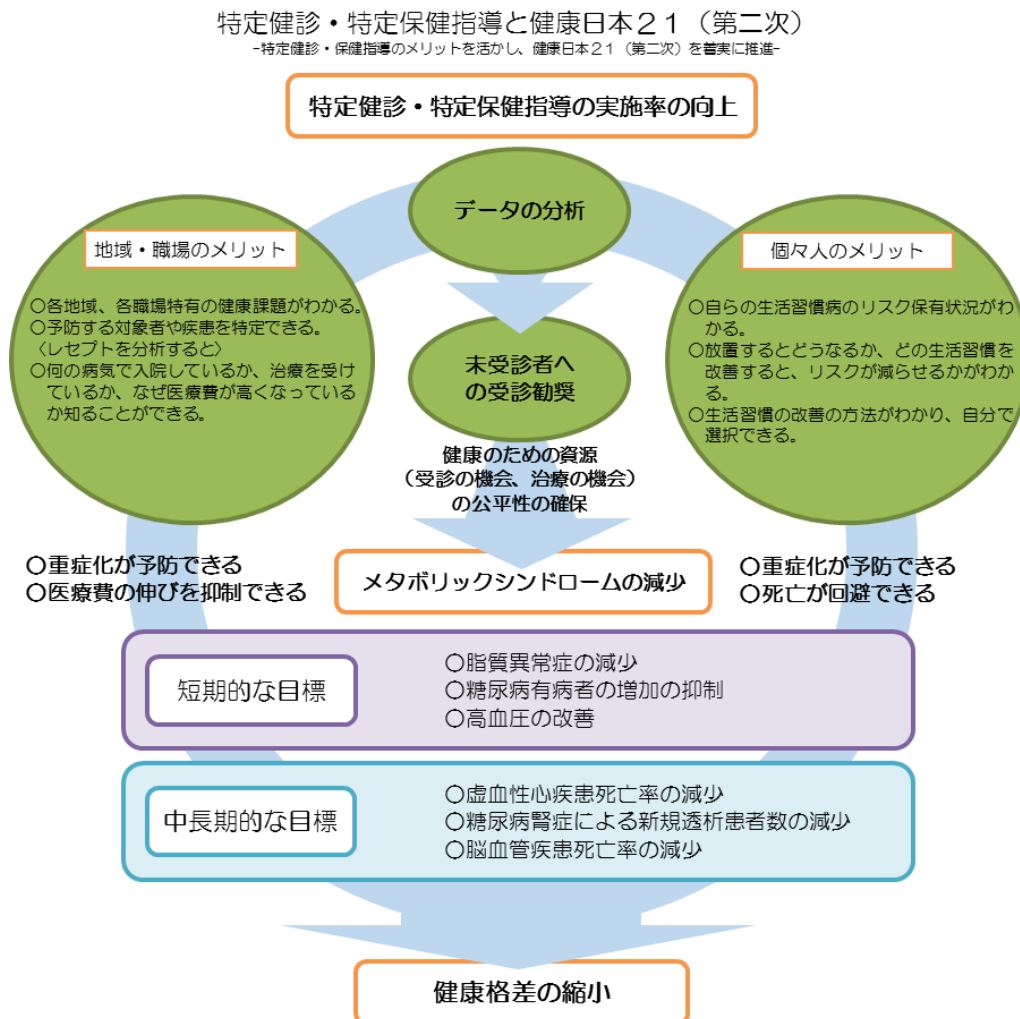 特定健診・特定保健指導と健康日本２１（第二次）
-特定健診・保健指導のメリットを活かし、健康日本２１（第二次）を着実に推進-
特定健診・特定保健指導の実施率の向上
データの分析
地域・職場のメリット
○各地域、各職場特有の健康課題がわかる。
○予防する対象者や疾患を特定できる。
〈レセプトを分析すると〉
○何の病気で入院しているか、治療を受け
ているか、なぜ医療費が高くなっている
か知ることができる。
個々人のメリット
○自らの生活習慣病のリスク保有状況がわ
かる。
○放置するとどうなるか、どの生活習慣を
改善すると、リスクが減らせるかがわか
る。
○生活習慣の改善の方法がわかり、自分で
選択できる。
未受診者へ
の受診勧奨
健康のための資源
（受診の機会、治療の機会）
の公平性の確保
○重症化が予防できる
○医療費の伸びを抑制できる
メタボリックシンドロームの減少
○重症化が予防できる
○死亡が回避できる
短期的な目標
○脂質異常症の減少
○糖尿病有病者の増加の抑制
○高血圧の改善
中長期的な目標
○虚血性心疾患死亡率の減少
○糖尿病腎症による新規透析患者数の減少
○脳血管疾患死亡率の減少
健康格差の縮小